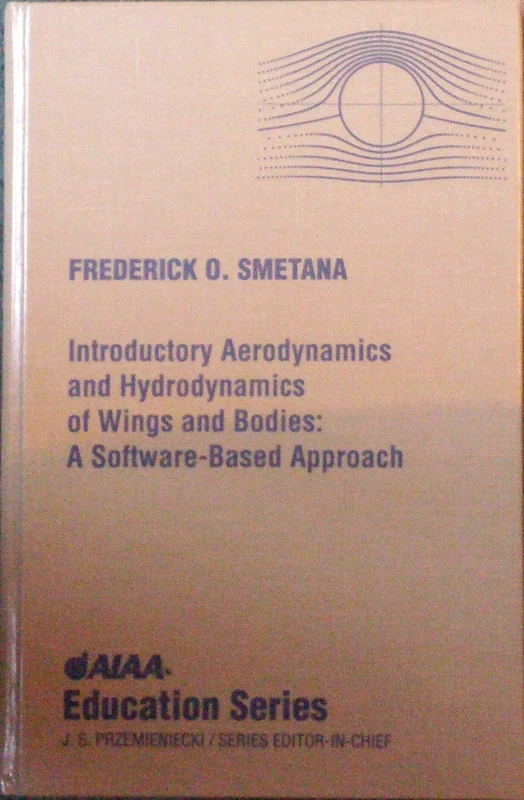 FREDERICK O. SMETANA
Introductory Aerodynamics
and Hydrodynamics
of Wings and Bodies:
A Software-Based Approach
AIAA
Education Series
J. S. PRZEMIENIECKI / SERIES EDITOR-IN-CHIEF